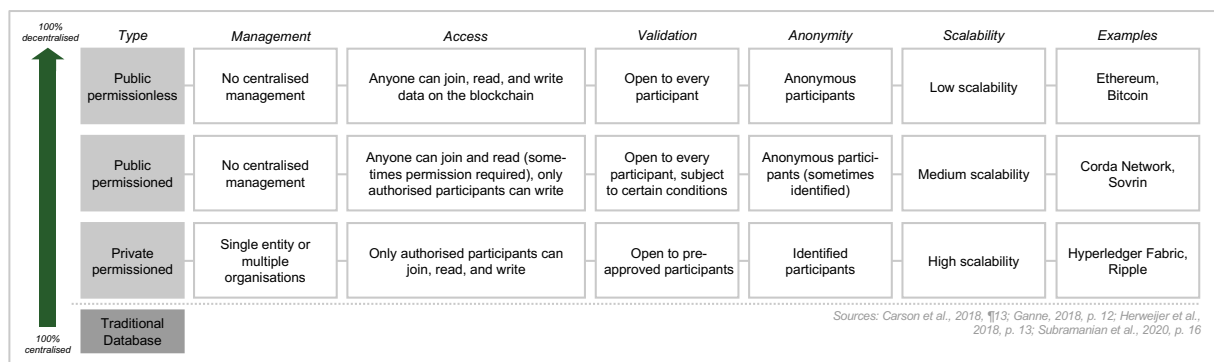 100%
decentralised
Type Management Access Validation Anonymity Scalability Examples
Public
permissionless
No centralised
management
Anyone can join, read, and write
data on the blockchain
Open to every
participant
Anonymous
participants
Low scalability
Ethereum,
Bitcoin
Public
permissioned
No centralised
management
Anyone can join and read (some-
times permission required), only
authorised participants can write
Open to every
participant, subject
to certain conditions
Anonymous partici-
pants (sometimes
identified)
Medium scalability
Corda Network,
Sovrin
Private
permissioned
Single entity or
multiple
organisations
Only authorised participants can
join, read, and write
Open to pre-
approved participants
Identified
participants
High scalability
Hyperledger Fabric,
Ripple
Traditional
Database
100%
centralised
Sources: Carson et al., 2018, ¶13; Ganne, 2018, p. 12; Herweijer et al.,
2018, p. 13; Subramanian et al., 2020, p. 16